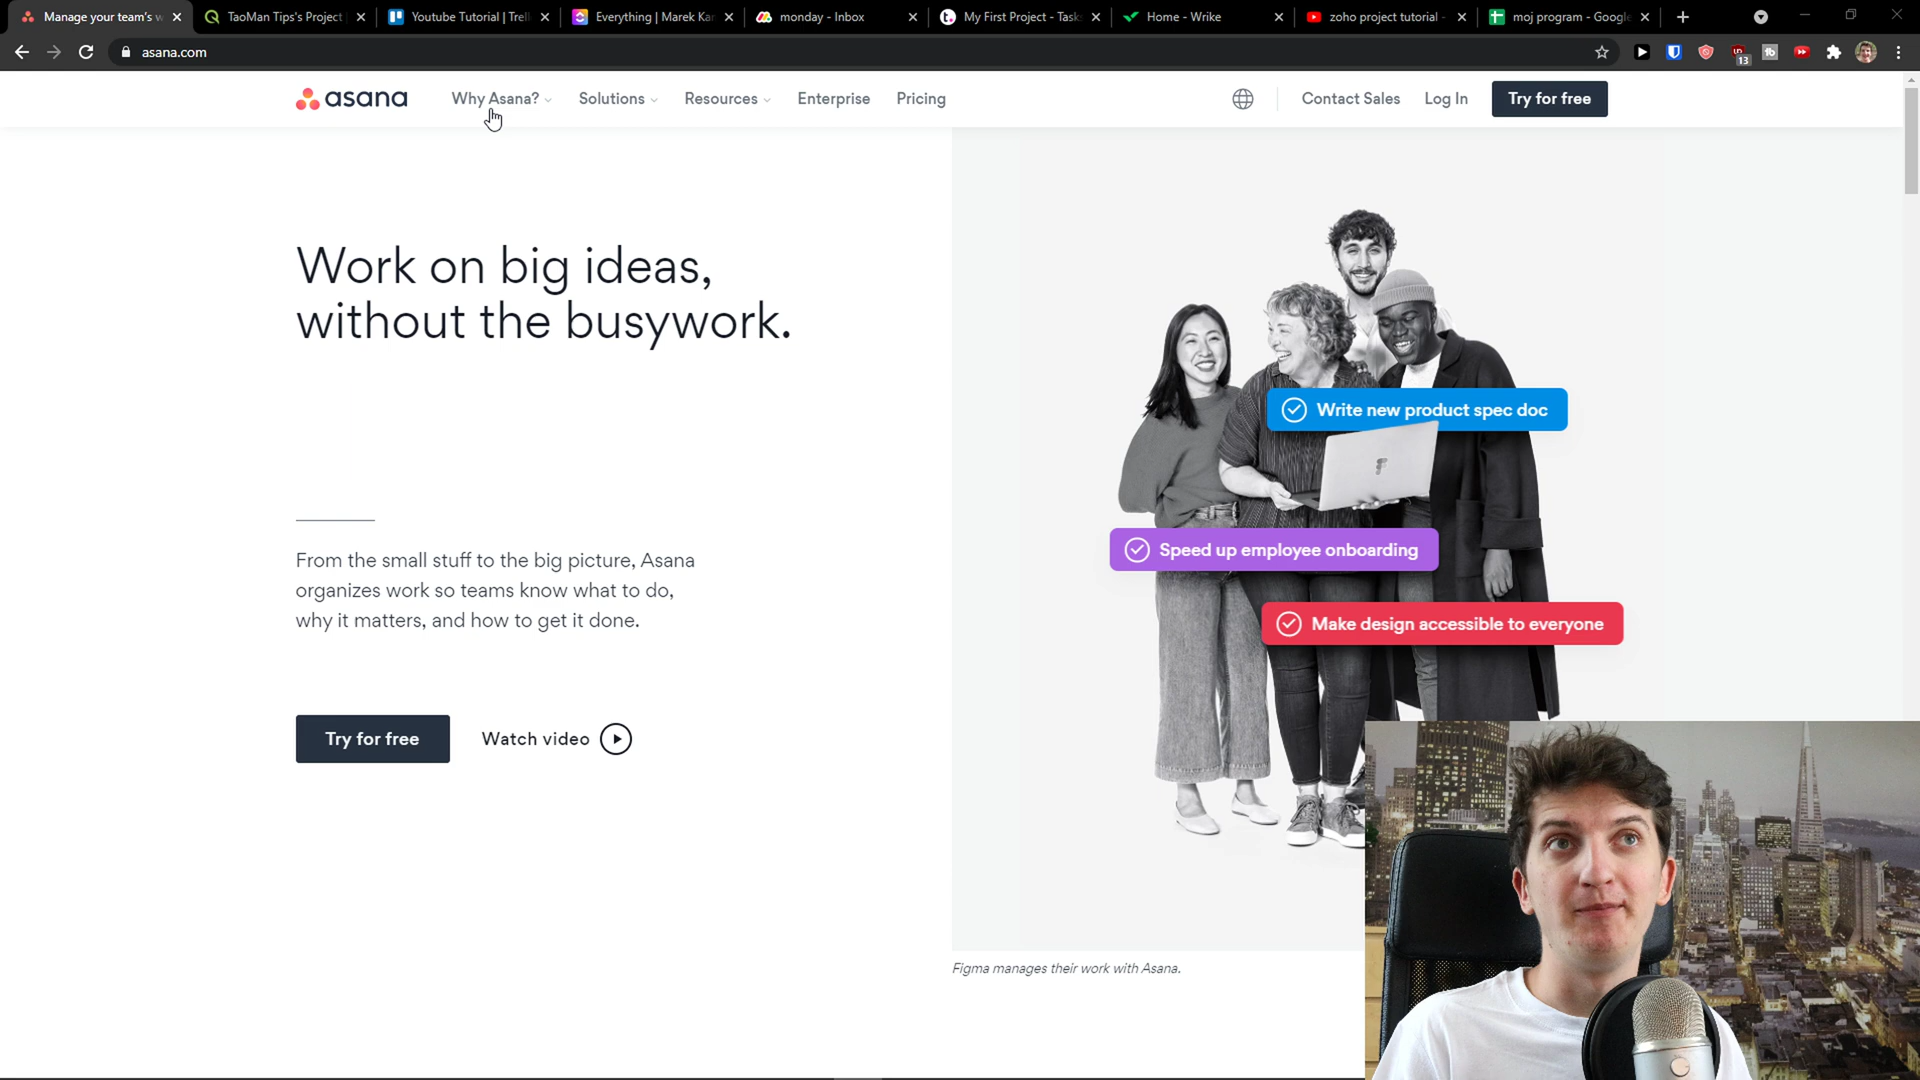 Manage your team's w
TaoMan Tips's Project
Youtube Tutorial | Trell
Everything | Marek Kar
monday - Inbox
My First Project - Task
Home - Wrike
zoho project tutorial -
moj program - Google
asana.com
13
asana
Why Asana?
Solutions
Resources
Enterprise
Pricing
Contact Sales
Log In
Try for free
Work on big ideas,
without the busywork.
From the small stuff to the big picture, Asana
organizes work so teams know what to do,
why it matters, and how to get it done.
Try for free
Watch video
Write new product spec doc
Speed up employee onboarding
Make design accessible to everyone
Figma manages their work with Asana.